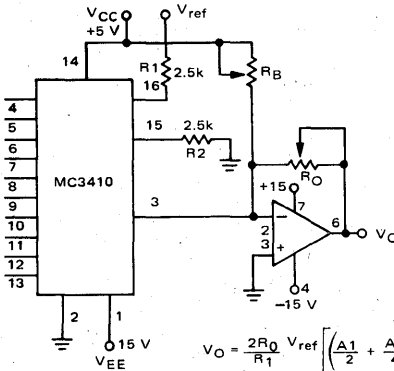 VCC
+5 V
Vref
14
R1
2.5k
16
RB
4
5
6
7
8
9
10
11
12
13
15
2.5k
R2
MC3410
3
RO
+15
7
2
3
−
+
6
VO
4
-15 V
2
1
15 V
VEE
VO = 2RO/R1 Vref [(A1/2 +